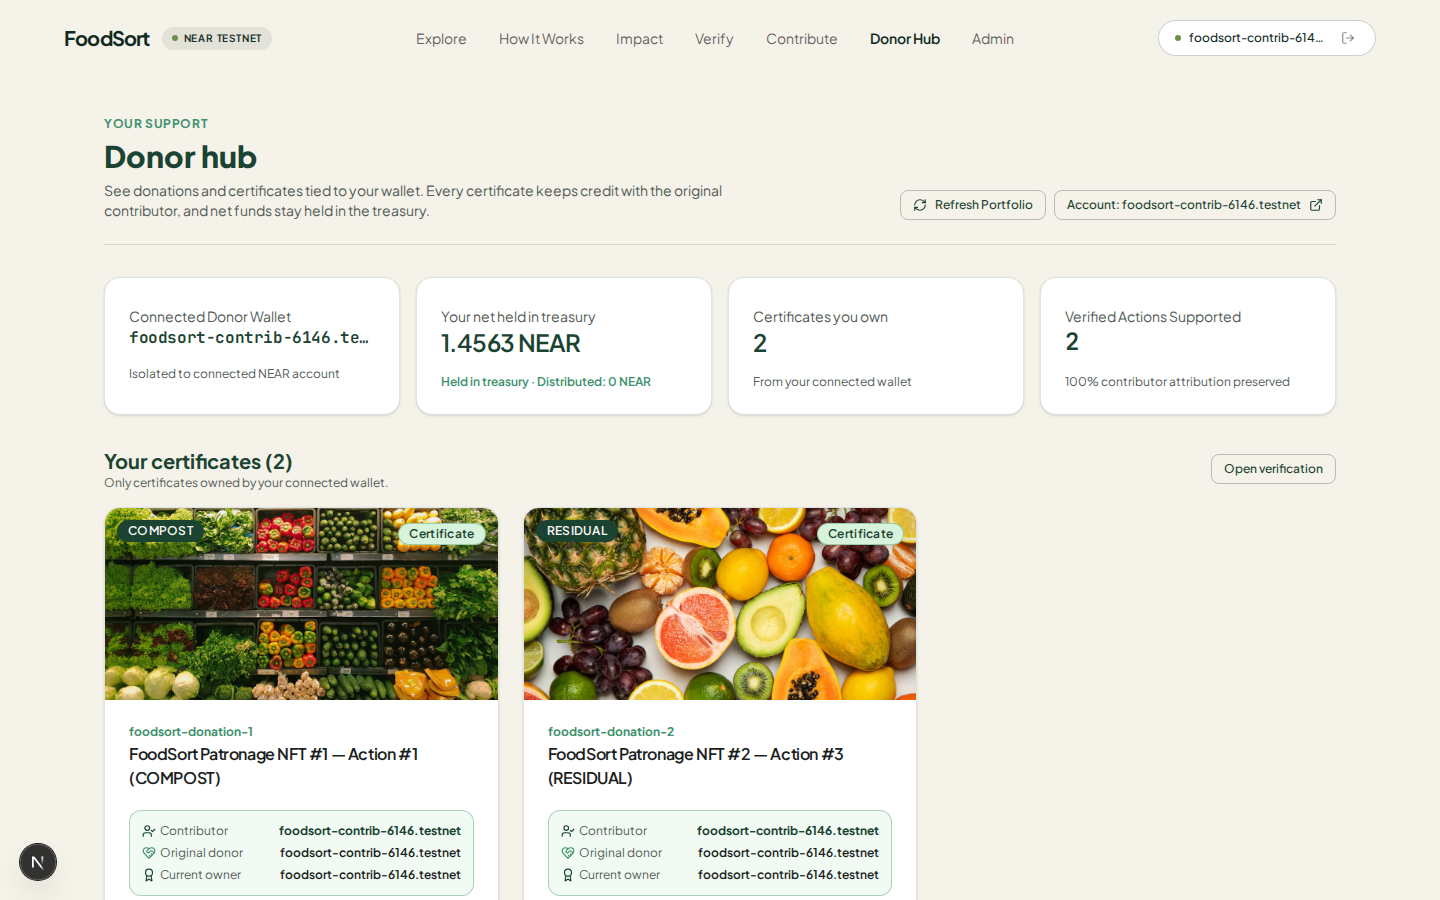 FoodSort
NEAR TESTNET
Explore
How It Works
Impact
Verify
Contribute
Donor Hub
Admin
foodsort-contrib-614...
YOUR SUPPORT
Donor hub
See donations and certificates tied to your wallet. Every certificate keeps credit with the original
contributor, and net funds stay held in the treasury.
Refresh Portfolio
Account: foodsort-contrib-6146.testnet
Connected Donor Wallet
foodsort-contrib-6146.te…
Isolated to connected NEAR account
Your net held in treasury
1.4563 NEAR
Held in treasury · Distributed: 0 NEAR
Certificates you own
2
From your connected wallet
Verified Actions Supported
2
100% contributor attribution preserved
Your certificates (2)
Only certificates owned by your connected wallet.
Open verification
COMPOST
Certificate
foodsort-donation-1
FoodSort Patronage NFT #1 — Action #1
(COMPOST)
Contributor
foodsort-contrib-6146.testnet
Original donor
foodsort-contrib-6146.testnet
Current owner
foodsort-contrib-6146.testnet
RESIDUAL
Certificate
foodsort-donation-2
FoodSort Patronage NFT #2 — Action #3
(RESIDUAL)
Contributor
foodsort-contrib-6146.testnet
Original donor
foodsort-contrib-6146.testnet
Current owner
foodsort-contrib-6146.testnet
N